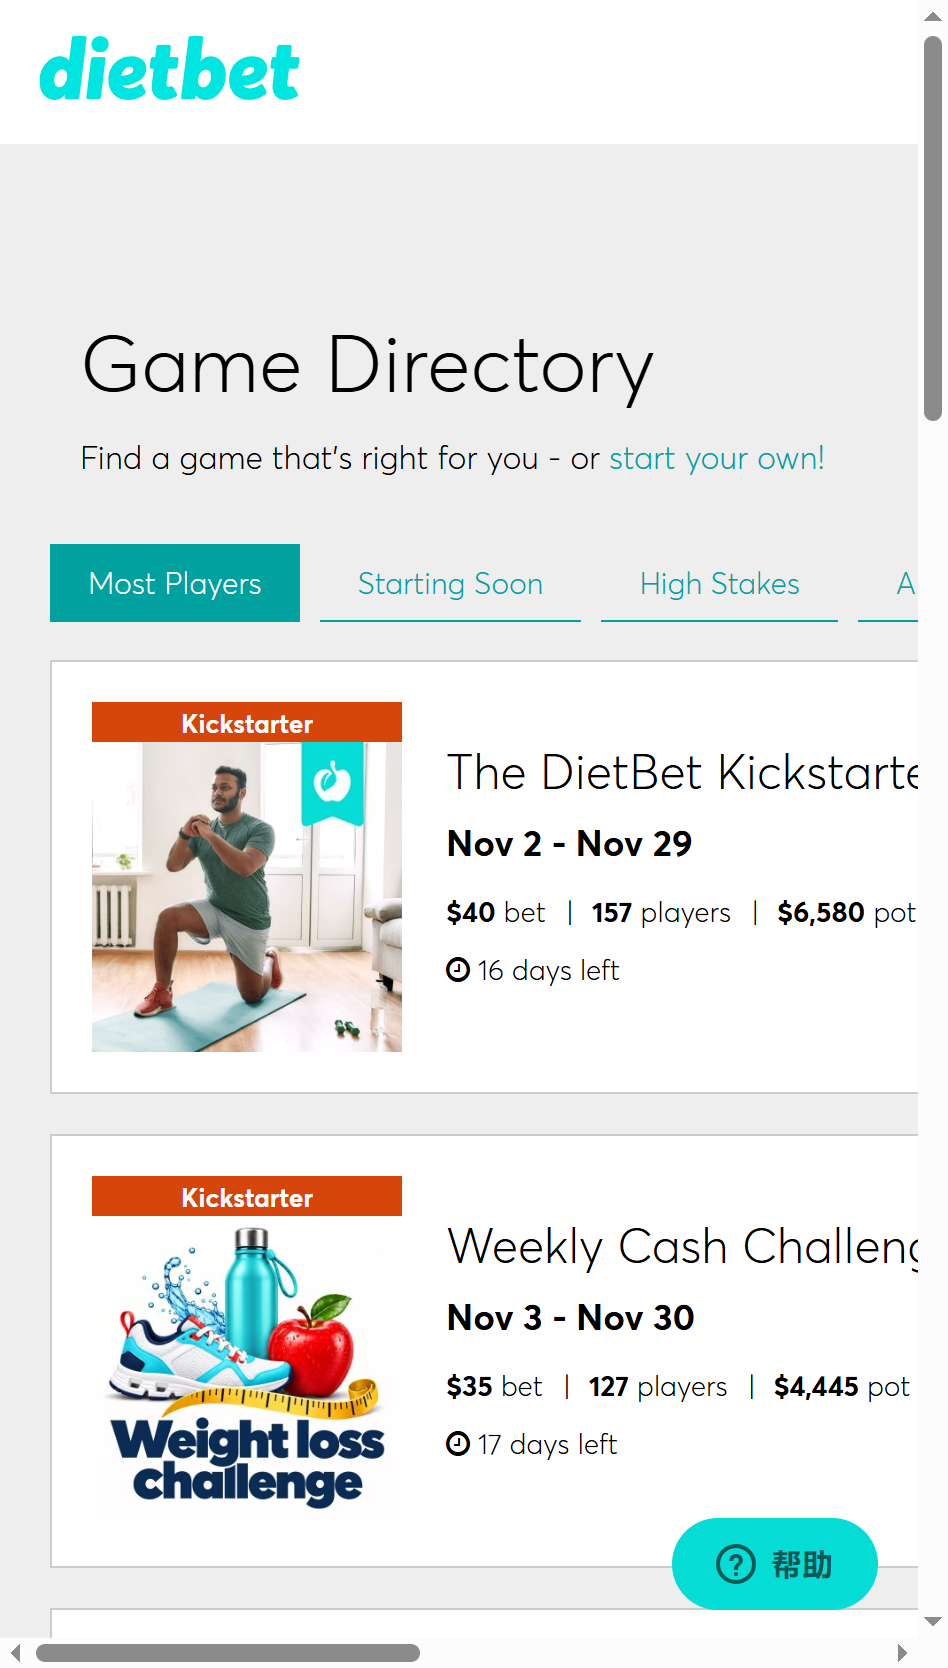 dietbet
Game Directory
Find a game that's right for you - or start your own!
Most Players
Starting Soon
High Stakes
A
Kickstarter
The DietBet Kickstarte
Nov 2 - Nov 29
$40 bet | 157 players | $6,580 pot
16 days left
Kickstarter
Weight loss
challenge
Weekly Cash Challeng
Nov 3 - Nov 30
$35 bet | 127 players | $4,445 pot
17 days left
帮助